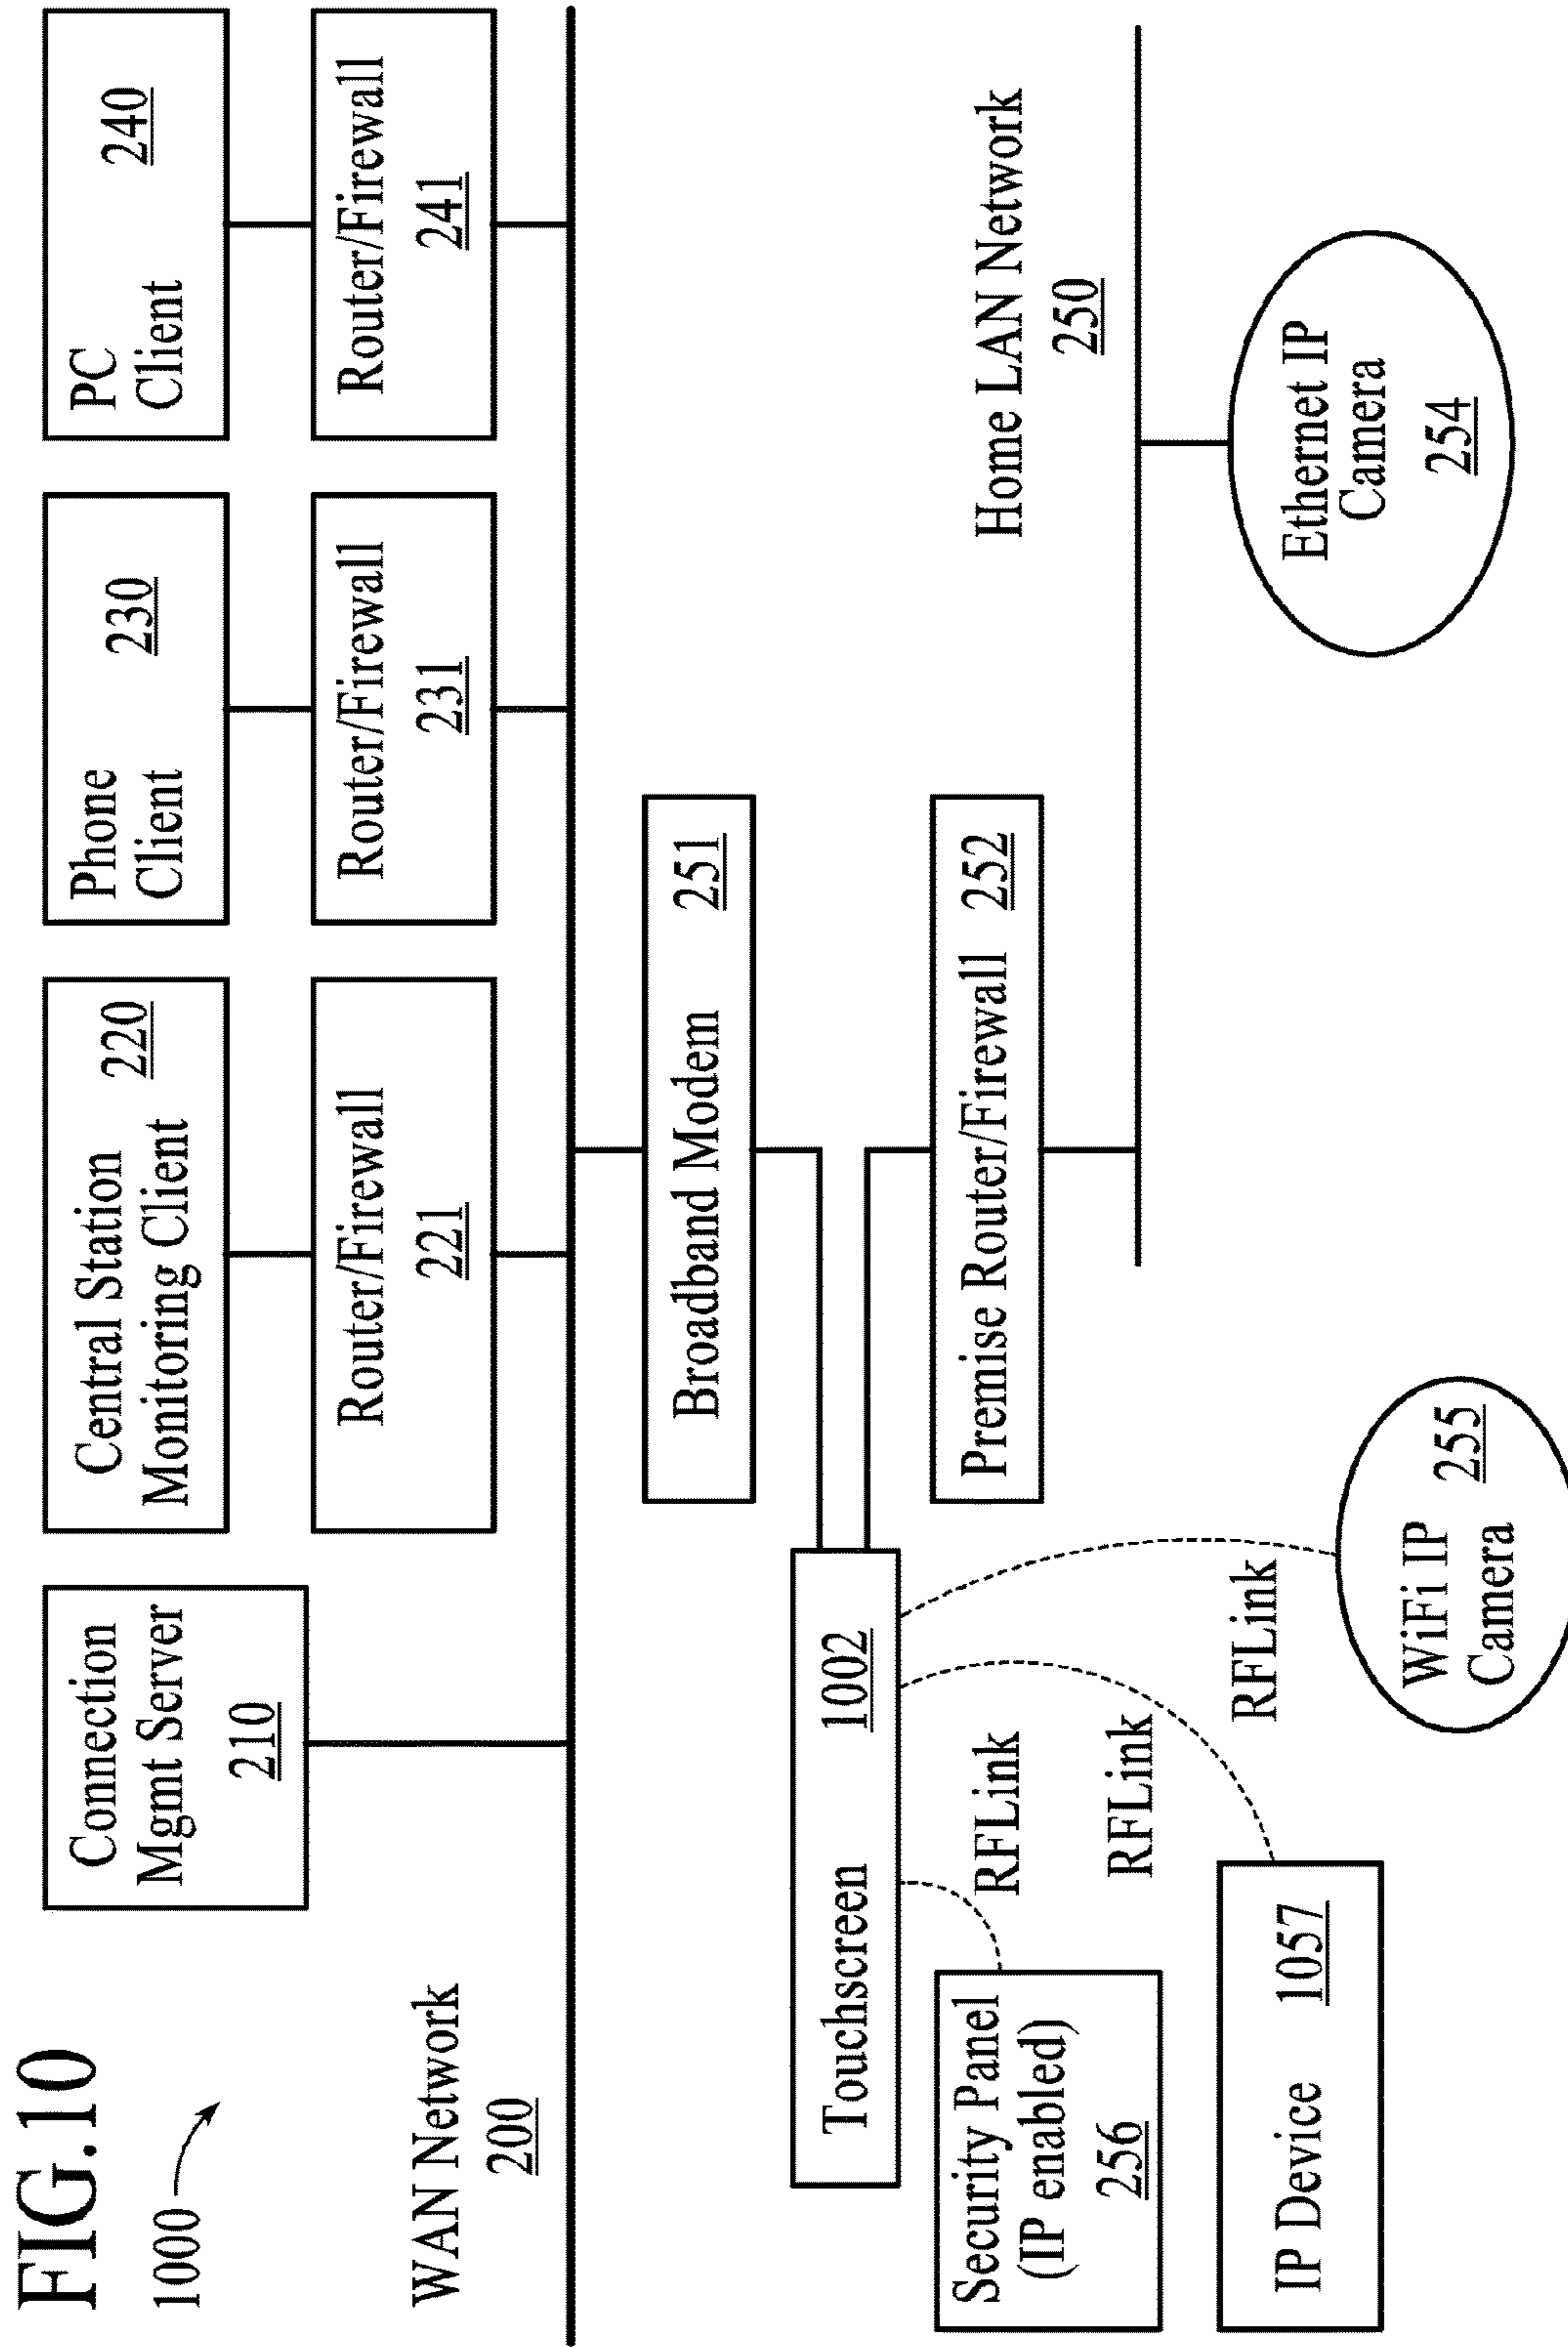 FIG.10
1000
Connection
Mgmt Server
210
Central Station
Monitoring Client
220
Phone
Client
230
PC
Client
240
Router/Firewall
221
Router/Firewall
231
Router/Firewall
241
WAN Network
200
Broadband Modem 251
Touchscreen 1002
Premise Router/Firewall 252
Home LAN Network
250
Security Panel
(IP enabled)
256
RFLink
RFLink
RFLink
IP Device 1057
WiFi IP
Camera
255
Ethernet IP
Camera
254